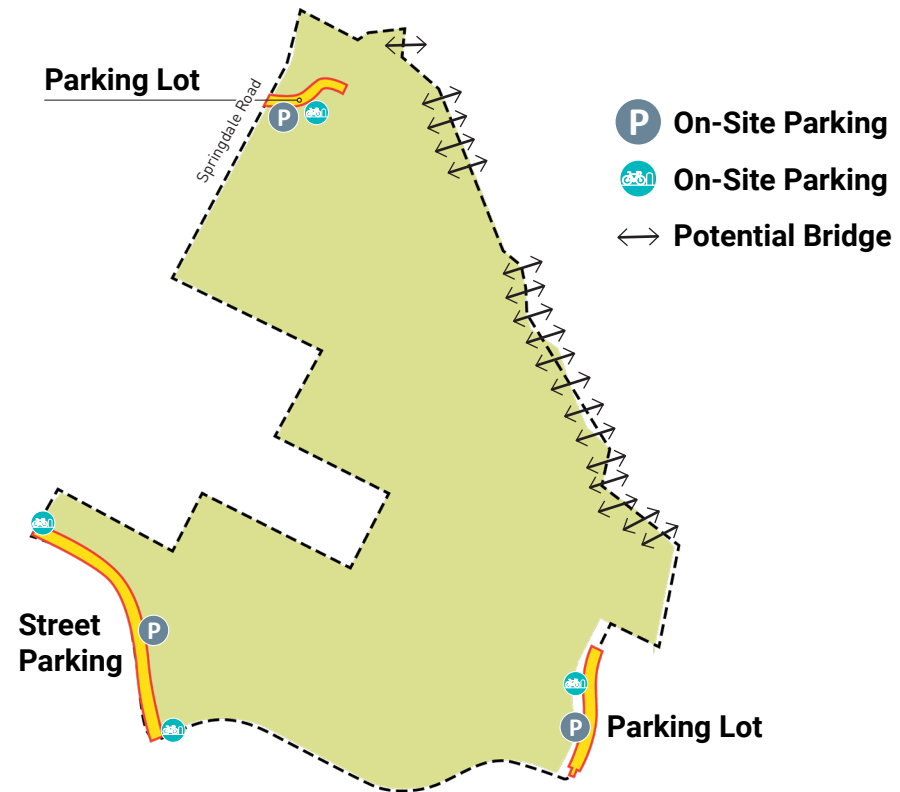 Parking Lot
Springdale Road
P
P On-Site Parking
On-Site Parking
Potential Bridge
Street
Parking
P
P
Parking Lot